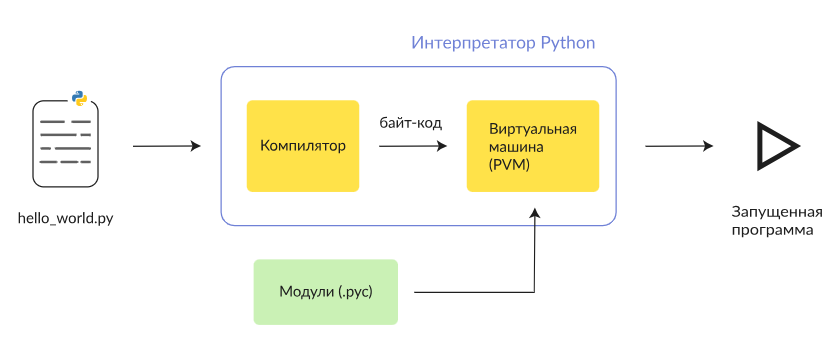 Интерпретатор Python
Компилятор
байт-код
Виртуальная
машина
(PVM)
hello_world.py
Запущенная
программа
Модули (.pyc)